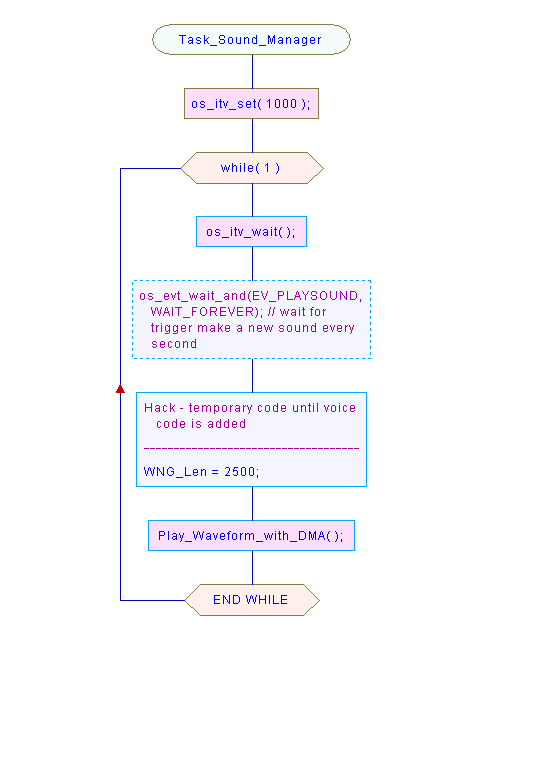 Task_Sound_Manager
os_itv_set( 1000 );
while( 1 )
os_itv_wait( );
os_evt_wait_and(EV_PLAYSOUND,
WAIT_FOREVER); // wait for
trigger make a new sound every
second
Hack - temporary code until voice
code is added
------------------------------------
WNG_Len = 2500;
Play_Waveform_with_DMA( );
END WHILE